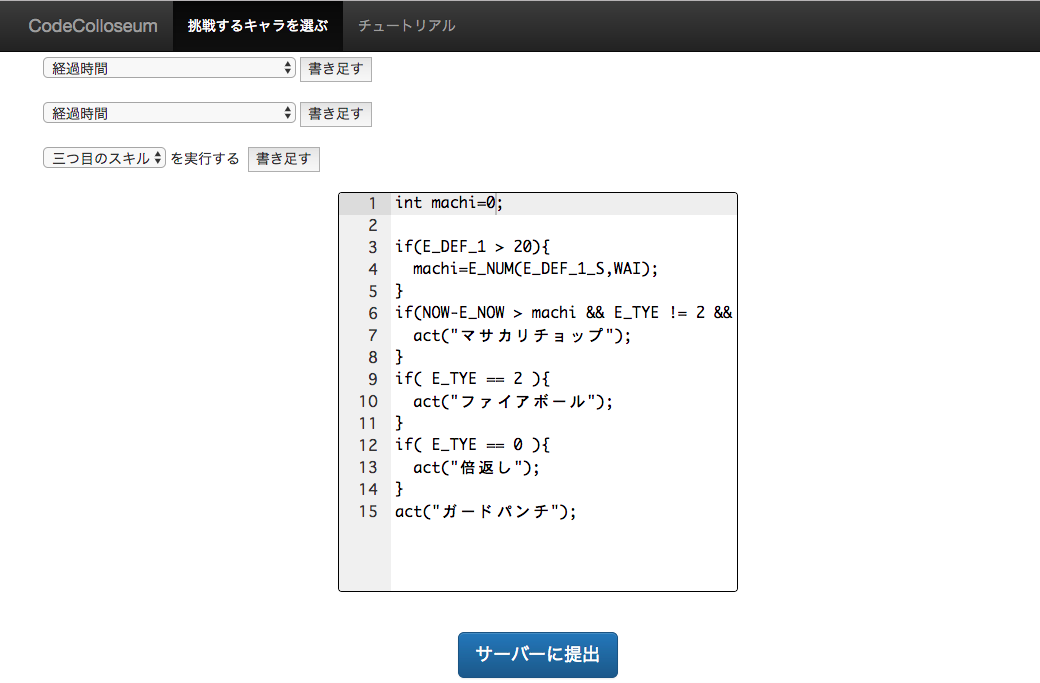 CodeColloseum 挑戦するキャラを選ぶ チュートリアル
経過時間 書き足す
経過時間 書き足す
三つ目のスキル を実行する 書き足す
1 int machi=0;
2
3 if(E_DEF_1 > 20){
4 machi=E_NUM(E_DEF_1_S,WAI);
5 }
6 if(NOW-E_NOW > machi && E_TYE != 2 &&
7 act("マサカリチョップ");
8 }
9 if( E_TYE == 2 ){
10 act("ファイアボール");
11 }
12 if( E_TYE == 0 ){
13 act("倍返し");
14 }
15 act("ガードパンチ");
サーバーに提出